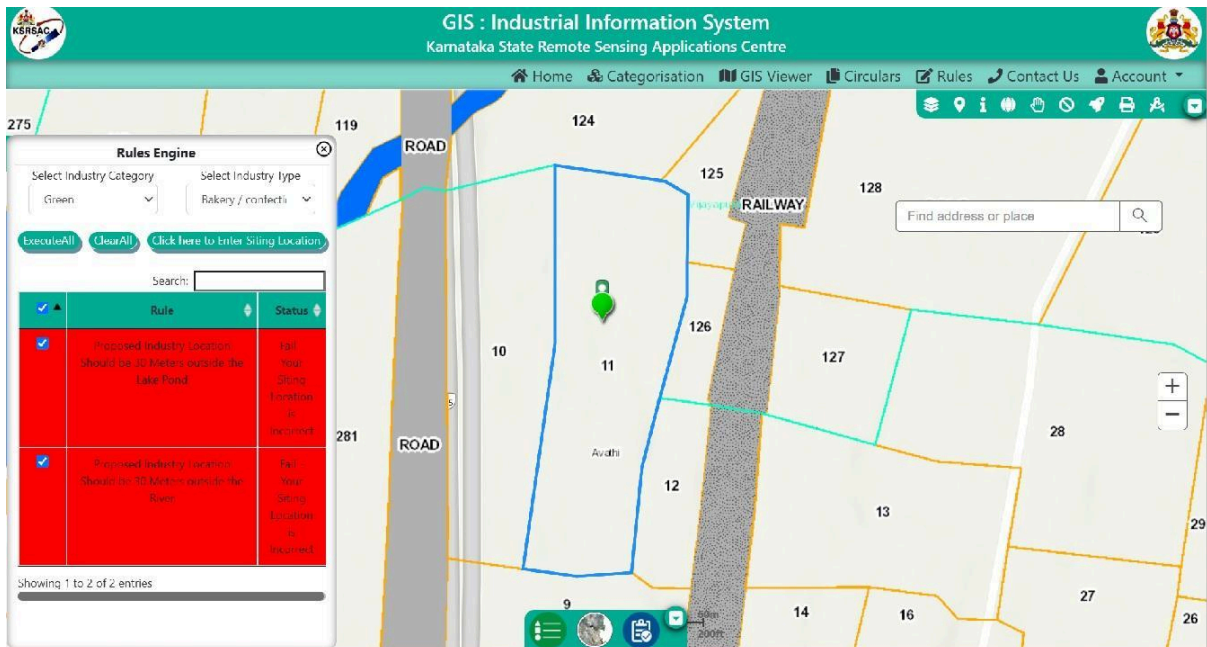 KSRSAC
GIS : Industrial Information System
Karnataka State Remote Sensing Applications Centre
Home Categorisation GIS Viewer Circulars Rules Contact Us Account
275
119
124
ROAD
125
RAILWAY
128
Find address or place
Rules Engine
Select Industry Category Select Industry Type
Green Bakery / confecti
ExecuteAll ClearAll Click here to Enter Siting Location
Search:
Rule Status
Proposed Industry Location Should be 30 Meters outside the Lake Pond
Fail - Your Siting Location is Incorrect
Proposed Industry Location Should be 30 Meters outside the River
Fail - Your Siting Location is Incorrect
Showing 1 to 2 of 2 entries
126
10
11
127
281
ROAD
Avathi
28
12
13
29
9
14
16
27
26
200ft